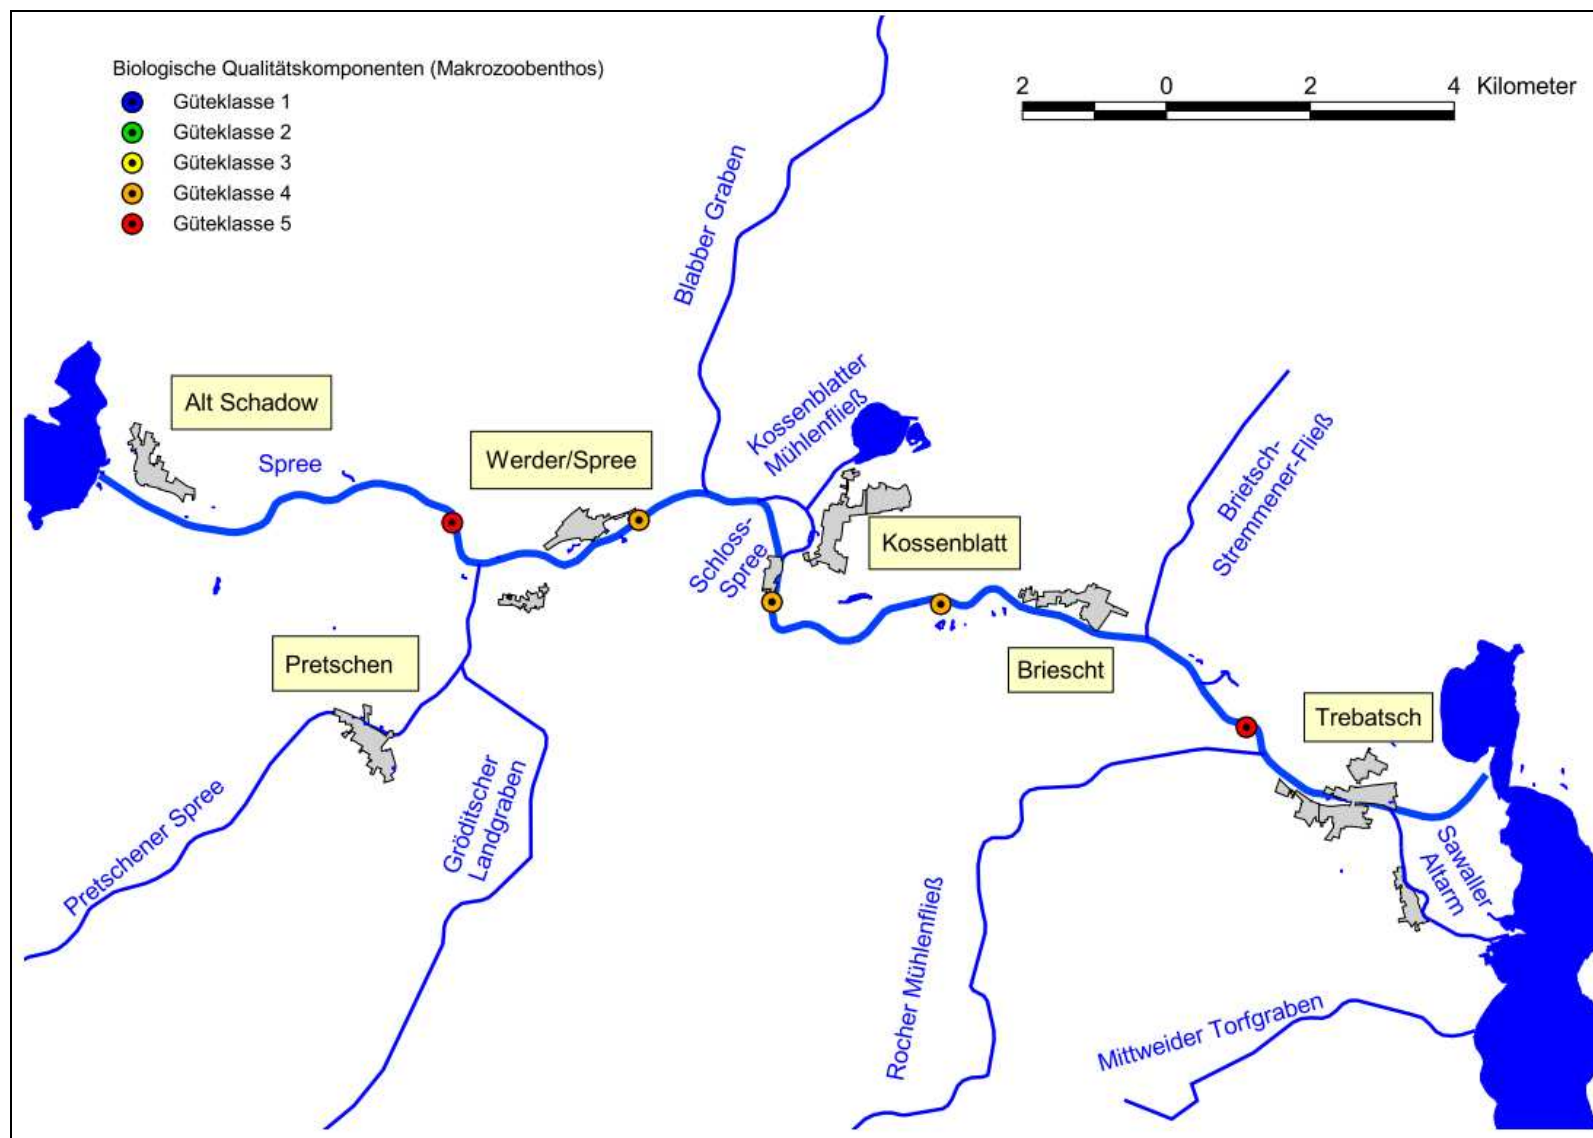 Biologische Qualitätskomponenten (Makrozoobenthos)
Güteklasse 1
Güteklasse 2
Güteklasse 3
Güteklasse 4
Güteklasse 5
2 0 2 4 Kilometer
Blabber Graben
Alt Schadow
Spree
Werder/Spree
Kossenblatter
Mühlenfließ
Schloss-
Spree
Kossenblatt
Brietsch-
Stremmener-Fließ
Pretschen
Briescht
Trebatsch
Pretschener Spree
Gröditscher
Landgraben
Rocher Mühlenfließ
Sawaller
Altarm
Mittweider Torfgraben